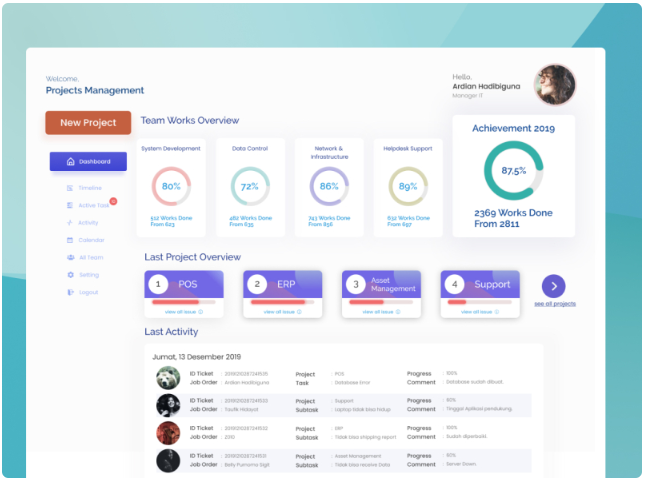 Welcome,
Projects Management
Hello,
Ardian Hadibiguna
Manager IT
New Project
Team Works Overview
Dashboard
Timeline
Active Task
Activity
Calendar
All Team
Setting
Logout
System Development
80%
512 Works Done
From 623
Data Control
72%
482 Works Done
From 635
Network &
Infrastructure
86%
743 Works Done
From 856
Helpdesk Support
89%
632 Works Done
From 697
Achievement 2019
87.5%
2369 Works Done
From 2811
Last Project Overview
1 POS
view all issue
2 ERP
view all issue
3 Asset
Management
view all issue
4 Support
view all issue
see all projects
Last Activity
Jumat, 13 Desember 2019
ID Ticket : Project : POS Progress : 100%
Job Order : Ardian Hadibiguna Task : Database Error Comment : Database sudah dibuat.
ID Ticket : Project : Support Progress : 60%
Job Order : Taufik Hidayat Subtask : Laptop tidak bisa hidup Comment : Tinggal Aplikasi pendukung.
ID Ticket : Project : ERP Progress : 100%
Job Order : Subtask : Tidak bisa shipping report Comment : Sudah diperbaiki.
ID Ticket : Project : Asset Management Progress : 60%
Job Order : Belly Purnama Sigit Subtask : Tidak bisa receive Data. Comment : Server Down.